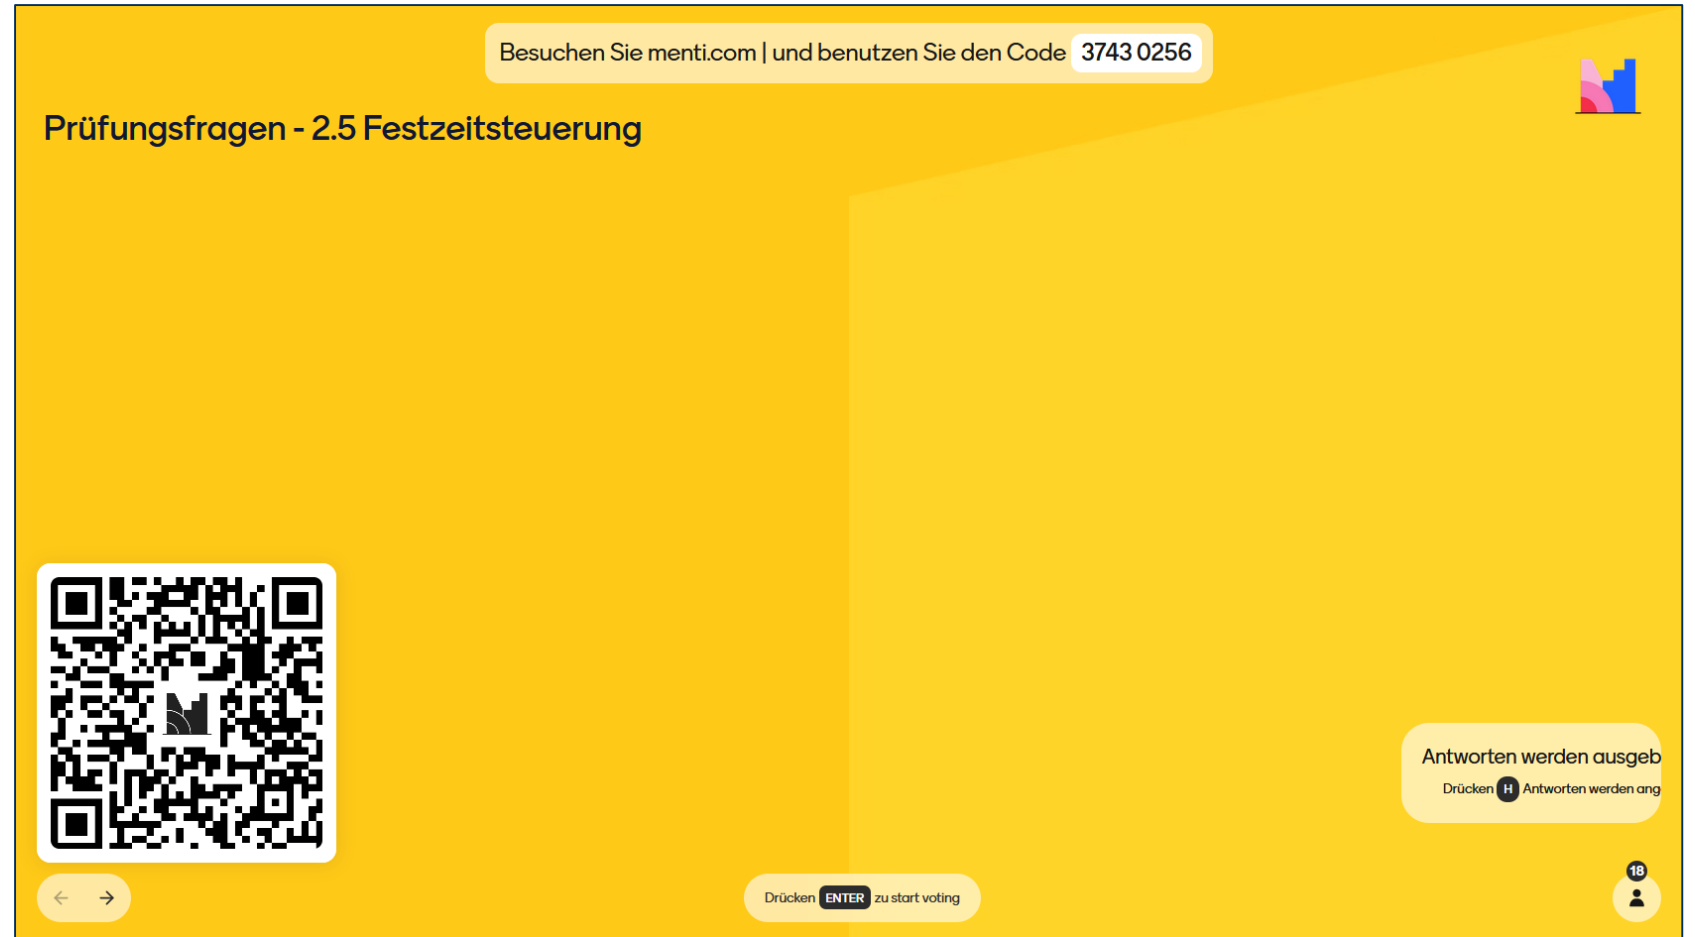 Besuchen Sie menti.com | und benutzen Sie den Code 3743 0256
Prüfungsfragen - 2.5 Festzeitsteuerung
Antworten werden ausgeb
Drücken H Antworten werden ang
18
Drücken ENTER zu start voting